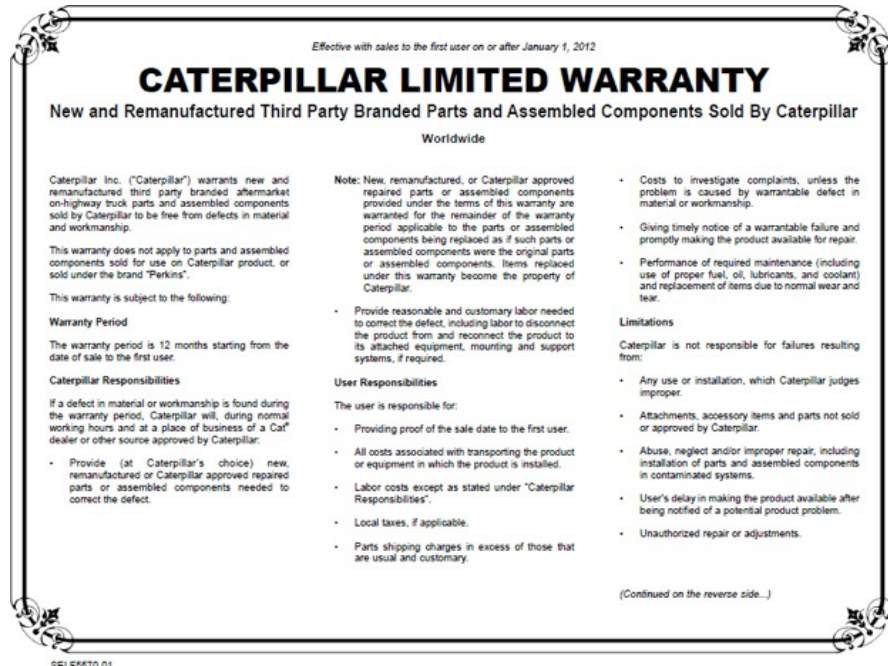 Effective with sales to the first user on or after January 1, 2012
CATERPILLAR LIMITED WARRANTY
New and Remanufactured Third Party Branded Parts and Assembled Components Sold By Caterpillar
Worldwide
Caterpillar Inc. ("Caterpillar") warrants new and
remanufactured third party branded aftermarket
on-highway truck parts and assembled components
sold by Caterpillar to be free from defects in material
and workmanship.
This warranty does not apply to parts and assembled
components sold for use on Caterpillar product, or
sold under the brand "Perkins".
This warranty is subject to the following:
Warranty Period
The warranty period is 12 months starting from the
date of sale to the first user.
Caterpillar Responsibilities
If a defect in material or workmanship is found during
the warranty period, Caterpillar will, during normal
working hours and at a place of business of a Cat®
dealer or other source approved by Caterpillar:
• Provide (at Caterpillar's choice) new,
remanufactured or Caterpillar approved repaired
parts or assembled components needed to
correct the defect.
Note: New, remanufactured, or Caterpillar approved
repaired parts or assembled components
provided under the terms of this warranty are
warranted for the remainder of the warranty
period applicable to the parts or assembled
components being replaced as if such parts or
assembled components were the original parts
or assembled components. Items replaced
under this warranty become the property of
Caterpillar.
• Provide reasonable and customary labor needed
to correct the defect, including labor to disconnect
the product from and reconnect the product to
its attached equipment, mounting and support
systems, if required.
User Responsibilities
The user is responsible for:
• Providing proof of the sale date to the first user.
• All costs associated with transporting the product
or equipment in which the product is installed.
• Labor costs except as stated under "Caterpillar
Responsibilities".
• Local taxes, if applicable.
• Parts shipping charges in excess of those that
are usual and customary.
• Costs to investigate complaints, unless the
problem is caused by warrantable defect in
material or workmanship.
• Giving timely notice of a warrantable failure and
promptly making the product available for repair.
• Performance of required maintenance (including
use of proper fuel, oil, lubricants, and coolant)
and replacement of items due to normal wear and
tear.
Limitations
Caterpillar is not responsible for failures resulting
from:
• Any use or installation, which Caterpillar judges
improper.
• Attachments, accessory items and parts not sold
or approved by Caterpillar.
• Abuse, neglect and/or improper repair, including
installation of parts and assembled components
in contaminated systems.
• User's delay in making the product available after
being notified of a potential product problem.
• Unauthorized repair or adjustments.
(Continued on the reverse side...)